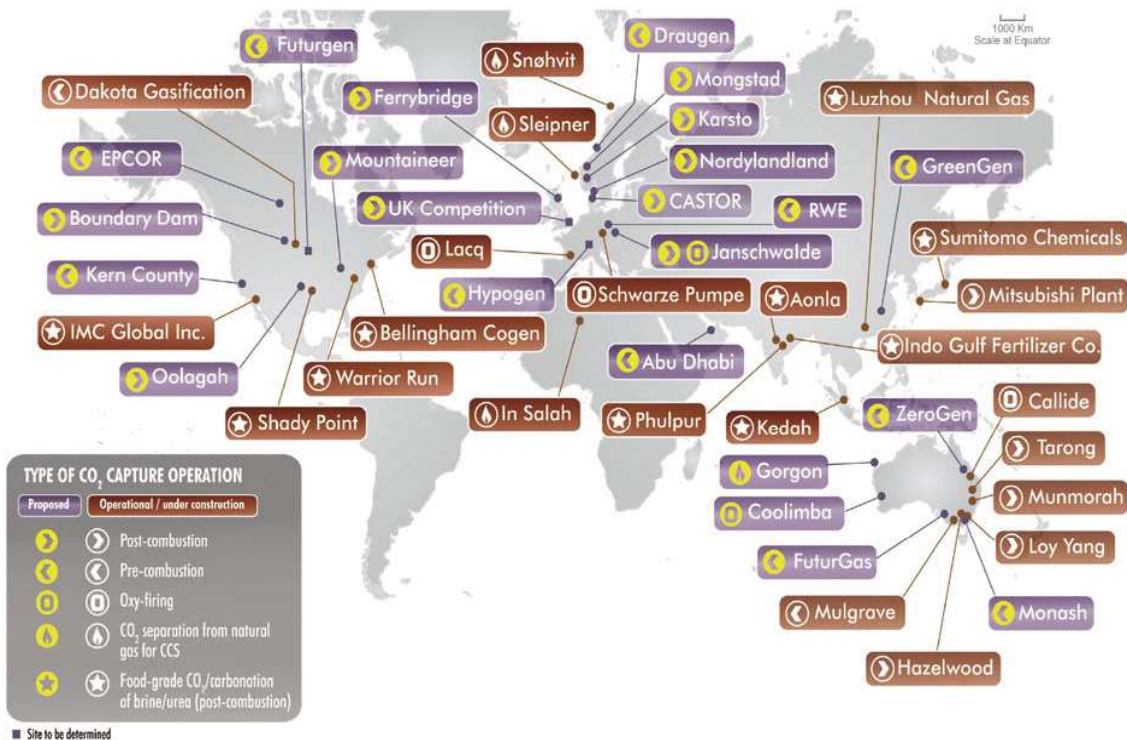 1000 Km
Scale at Equator
Futurgen
Draugen
Snøhvit
Mongstad
Dakota Gasification
Ferrybridge
Luzhou Natural Gas
Karsto
Sleipner
EPCOR
Mountaineer
Nordylandland
GreenGen
Boundary Dam
UK Competition
CASTOR
RWE
Sumitomo Chemicals
Lacq
Janschwalde
Kern County
Hypogen
Schwarze Pumpe
Aonla
Mitsubishi Plant
IMC Global Inc.
Bellingham Cogen
Abu Dhabi
Indo Gulf Fertilizer Co.
Oolagah
Warrior Run
Shady Point
In Salah
Phulpur
Kedah
ZeroGen
Callide
Tarong
Gorgon
Munmorah
Coolimba
Loy Yang
FuturGas
Mulgrave
Monash
Hazelwood
TYPE OF CO2 CAPTURE OPERATION
Proposed
Operational / under construction
Post-combustion
Pre-combustion
Oxy-firing
CO2 separation from natural
gas for CCS
Food-grade CO2/carbonation
of brine/urea (post-combustion)
Site to be determined